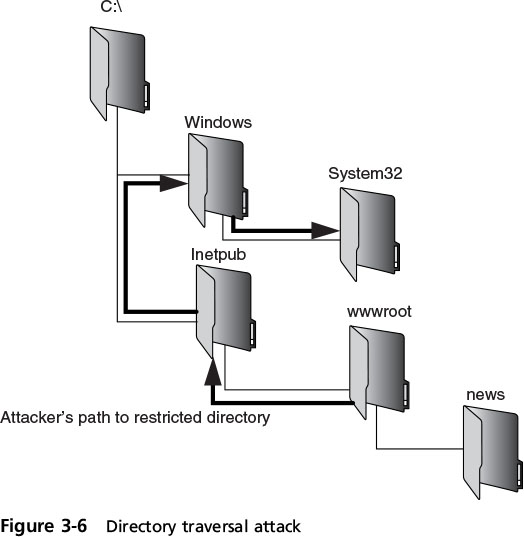 C:\
Windows
System32
Inetpub
wwwroot
Attacker's path to restricted directory
news
Figure 3-6 Directory traversal attack